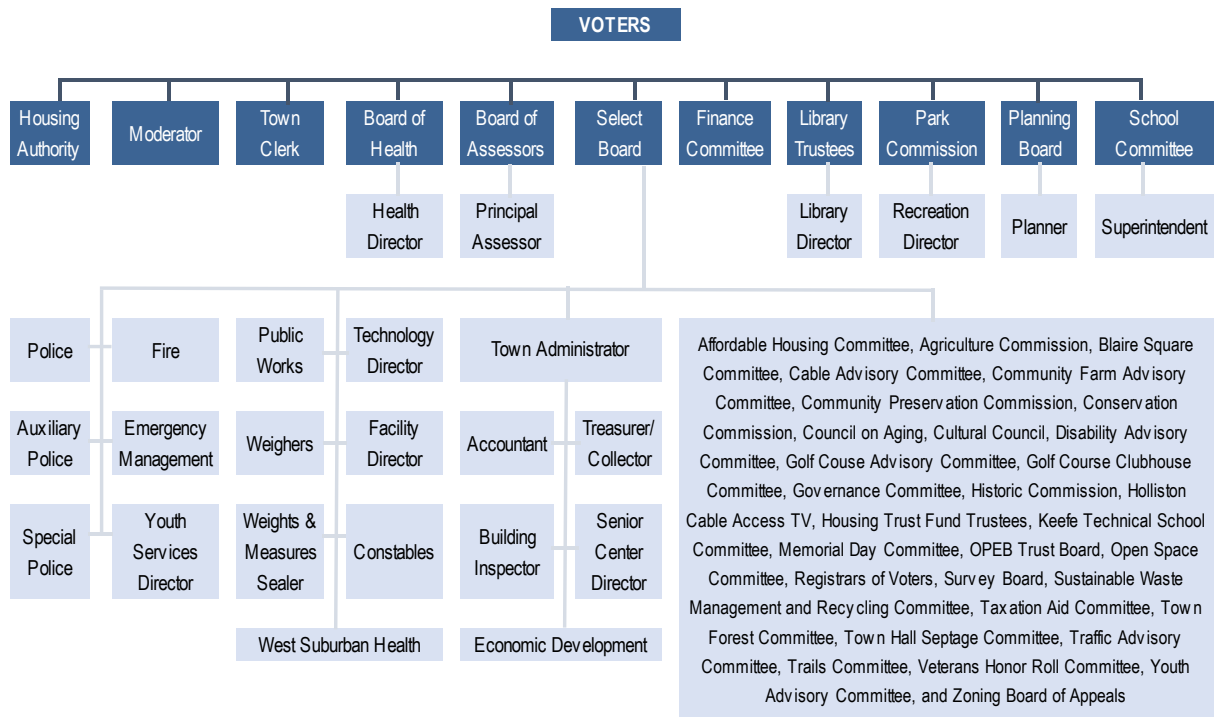 VOTERS
Housing
Authority
Moderator
Town
Clerk
Board of
Health
Board of
Assessors
Select
Board
Finance
Committee
Library
Trustees
Park
Commission
Planning
Board
School
Committee
Health
Director
Principal
Assessor
Library
Director
Recreation
Director
Planner
Superintendent
Police
Fire
Public
Works
Technology
Director
Town Administrator
Auxiliary
Police
Emergency
Management
Weighers
Facility
Director
Accountant
Treasurer/
Collector
Special
Police
Youth
Services
Director
Weights &
Measures
Sealer
Constables
Building
Inspector
Senior
Center
Director
West Suburban Health
Economic Development
Affordable Housing Committee, Agriculture Commission, Blaire Square
Committee, Cable Advisory Committee, Community Farm Advisory
Committee, Community Preservation Commission, Conservation
Commission, Council on Aging, Cultural Council, Disability Advisory
Committee, Golf Couse Advisory Committee, Golf Course Clubhouse
Committee, Governance Committee, Historic Commission, Holliston
Cable Access TV, Housing Trust Fund Trustees, Keefe Technical School
Committee, Memorial Day Committee, OPEB Trust Board, Open Space
Committee, Registrars of Voters, Survey Board, Sustainable Waste
Management and Recycling Committee, Taxation Aid Committee, Town
Forest Committee, Town Hall Septage Committee, Traffic Advisory
Committee, Trails Committee, Veterans Honor Roll Committee, Youth
Advisory Committee, and Zoning Board of Appeals